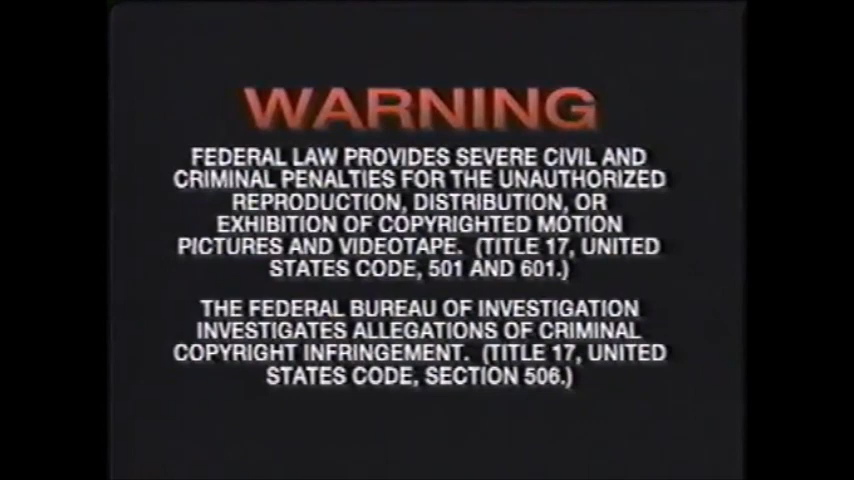 WARNING
FEDERAL LAW PROVIDES SEVERE CIVIL AND
CRIMINAL PENALTIES FOR THE UNAUTHORIZED
REPRODUCTION, DISTRIBUTION, OR
EXHIBITION OF COPYRIGHTED MOTION
PICTURES AND VIDEOTAPE. (TITLE 17, UNITED
STATES CODE, 501 AND 601.)
THE FEDERAL BUREAU OF INVESTIGATION
INVESTIGATES ALLEGATIONS OF CRIMINAL
COPYRIGHT INFRINGEMENT. (TITLE 17, UNITED
STATES CODE, SECTION 506.)